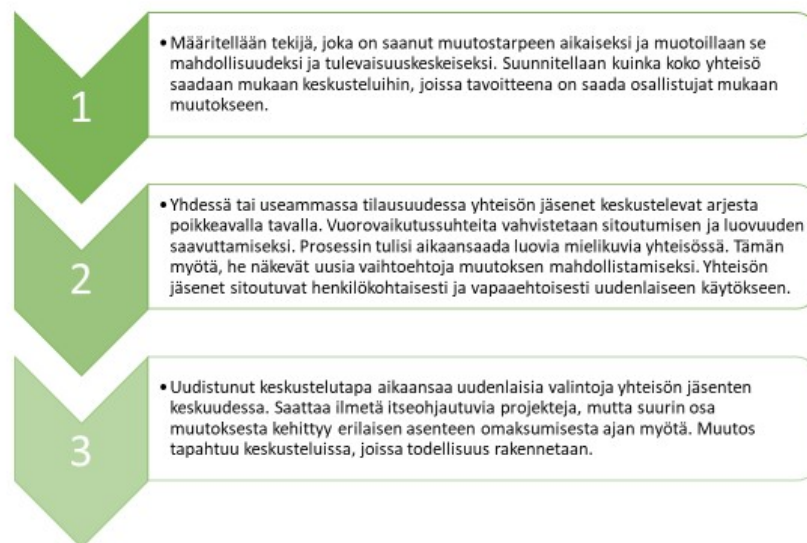 1
• Määritellään tekijä, joka on saanut muutostarpeen aikaiseksi ja muotoillaan se
mahdollisuudeksi ja tulevaisuuskeskeiseksi. Suunnitellaan kuinka koko yhteisö
saadaan mukaan keskusteluihin, joissa tavoitteena on saada osallistujat mukaan
muutokseen.
2
• Yhdessä tai useammassa tilausuudessa yhteisön jäsenet keskustelevat arjesta
poikkeavalla tavalla. Vuorovaikutussuhteita vahvistetaan sitoutumisen ja luovuuden
saavuttamiseksi. Prosessin tulisi aikaansaada luovia mielikuvia yhteisössä. Tämän
myötä, he näkevät uusia vaihtoehtoja muutoksen mahdollistamiseksi. Yhteisön
jäsenet sitoutuvat henkilökohtaisesti ja vapaaehtoisesti uudenlaiseen käytökseen.
3
• Uudistunut keskustelutapa aikaansaa uudenlaisia valintoja yhteisön jäsenten
keskuudessa. Saattaa ilmetä itseohjautuvia projekteja, mutta suurin osa
muutoksesta kehittyy erilaisen asenteen omaksumisesta ajan myötä. Muutos
tapahtuu keskusteluissa, joissa todellisuus rakennetaan.